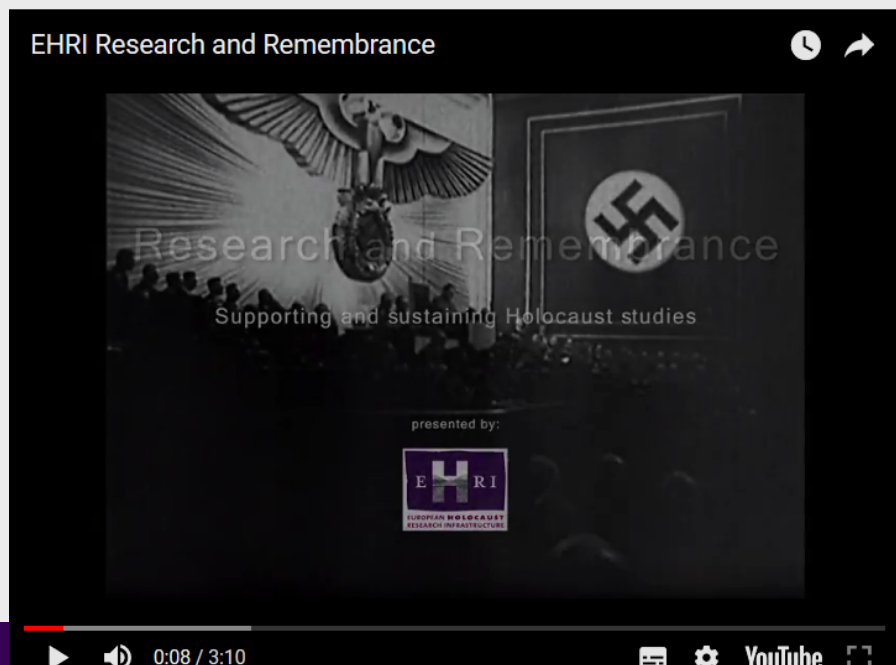 EHRI Research and Remembrance
Research and Remembrance
Supporting and sustaining Holocaust studies
presented by:
EHRI
EUROPEAN HOLOCAUST
RESEARCH INFRASTRUCTURE
0:08 / 3:10
YouTube